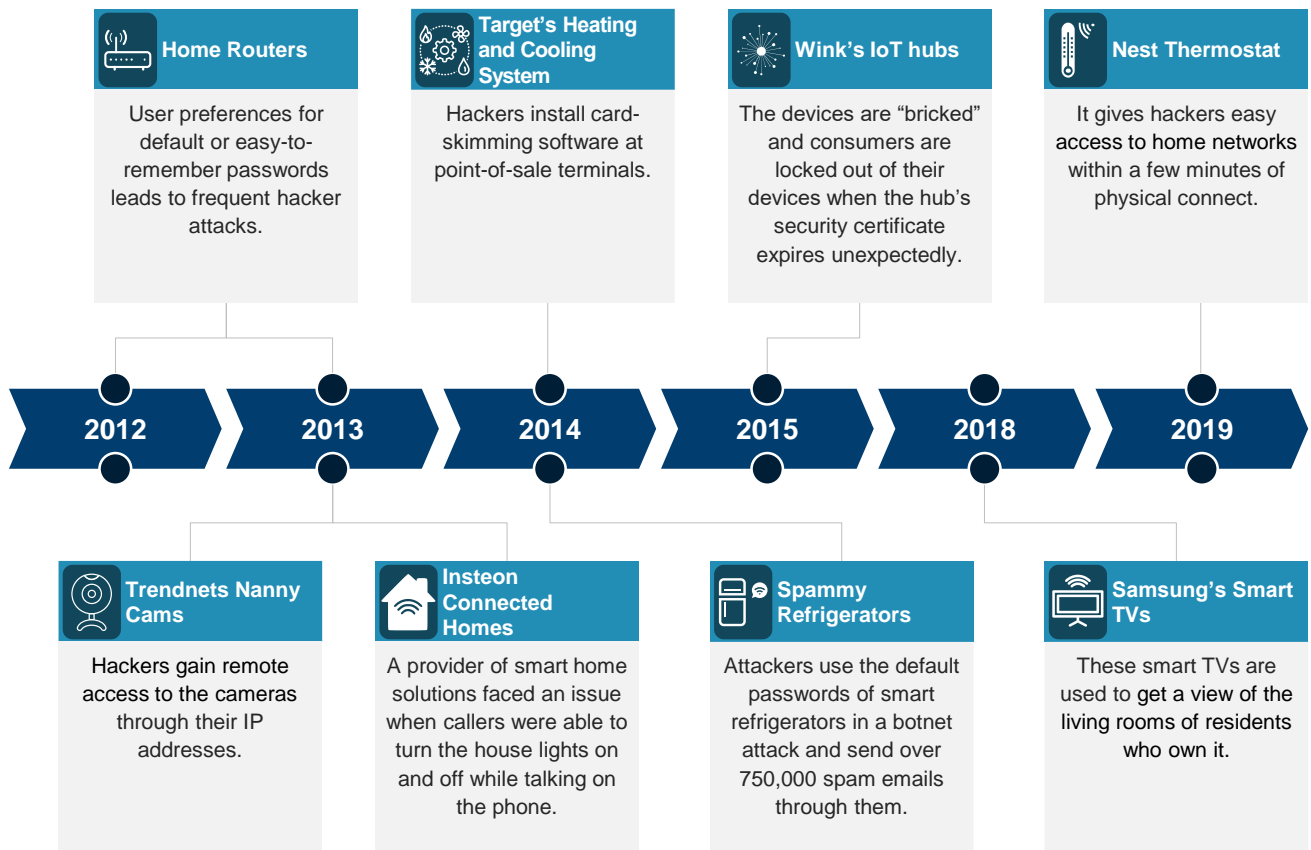 Home Routers
User preferences for
default or easy-to-
remember passwords
leads to frequent hacker
attacks.
Target's Heating
and Cooling
System
Hackers install card-
skimming software at
point-of-sale terminals.
Wink's IoT hubs
The devices are “bricked”
and consumers are
locked out of their
devices when the hub's
security certificate
expires unexpectedly.
Nest Thermostat
It gives hackers easy
access to home networks
within a few minutes of
physical connect.
2012
2013
2014
2015
2018
2019
Trendnets Nanny
Cams
Hackers gain remote
access to the cameras
through their IP
addresses.
Insteon
Connected
Homes
A provider of smart home
solutions faced an issue
when callers were able to
turn the house lights on
and off while talking on
the phone.
Spammy
Refrigerators
Attackers use the default
passwords of smart
refrigerators in a botnet
attack and send over
750,000 spam emails
through them.
Samsung's Smart
TVs
These smart TVs are
used to get a view of the
living rooms of residents
who own it.